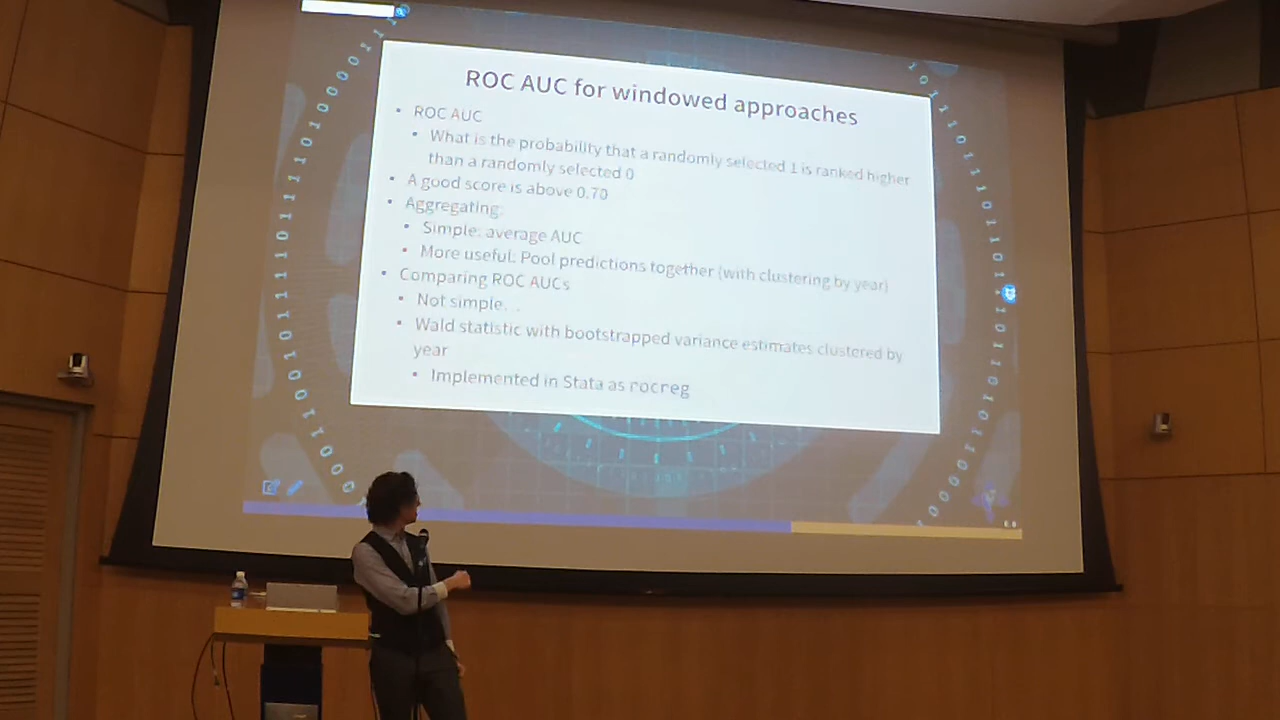 ROC AUC for windowed approaches
• ROC AUC
• What is the probability that a randomly selected 1 is ranked higher
than a randomly selected 0
• A good score is above 0.70
• Aggregating:
• Simple: average AUC
• More useful: Pool predictions together (with clustering by year)
• Comparing ROC AUCs
• Not simple...
• Wald statistic with bootstrapped variance estimates clustered by
year
• Implemented in Stata as rocreg